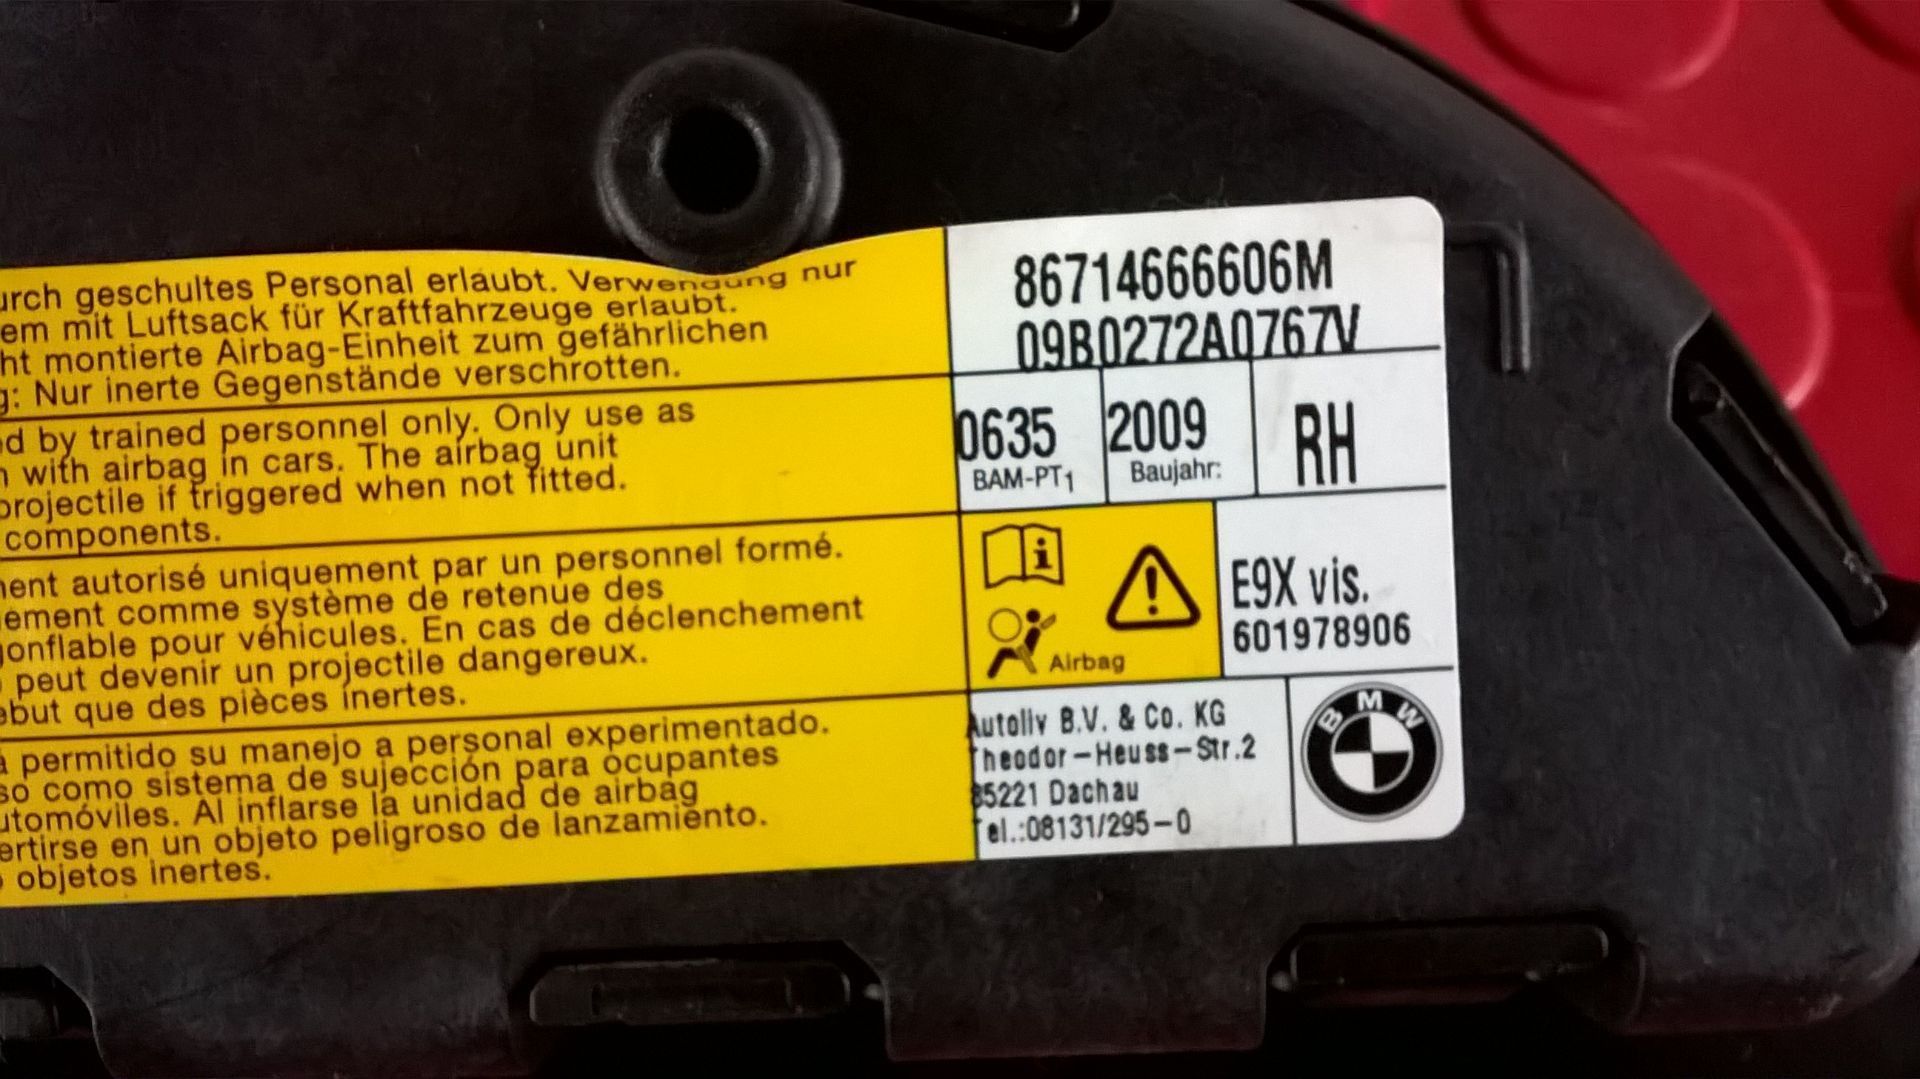 urch geschultes Personal erlaubt. Verwendung nur
em mit Luftsack für Kraftfahrzeuge erlaubt.
ht montierte Airbag-Einheit zum gefährlichen
g: Nur inerte Gegenstände verschrotten.
d by trained personnel only. Only use as
with airbag in cars. The airbag unit
projectile if triggered when not fitted.
components.
ent autorisé uniquement par un personnel formé.
ement comme système de retenue des
gonflable pour véhicules. En cas de déclenchement
peut devenir un projectile dangereux.
ebut que des pièces inertes.
á permitido su manejo a personal experimentado.
so como sistema de sujección para ocupantes
utomóviles. Al inflarse la unidad de airbag
ertirse en un objeto peligroso de lanzamiento.
objetos inertes.
86714666606M
09B0272A0767V
0635
BAM-PT1
2009
Baujahr:
RH
Airbag
E9X vis.
601978906
Autoliv B.V. & Co. KG
Theodor-Heuss-Str.2
85221 Dachau
Tel.:08131/295-0
BMW